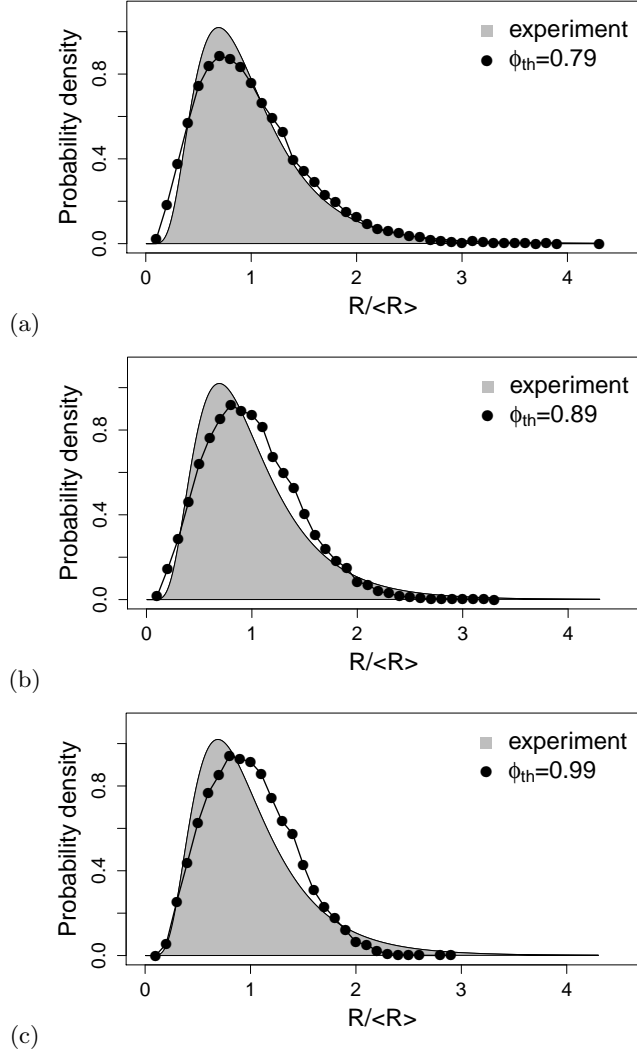 experiment
ϕth=0.79
Probability density
0.0 0.4 0.8
0 1 2 3 4
R/<R>
(a)
experiment
ϕth=0.89
Probability density
0.0 0.4 0.8
0 1 2 3 4
R/<R>
(b)
experiment
ϕth=0.99
Probability density
0.0 0.4 0.8
0 1 2 3 4
R/<R>
(c)